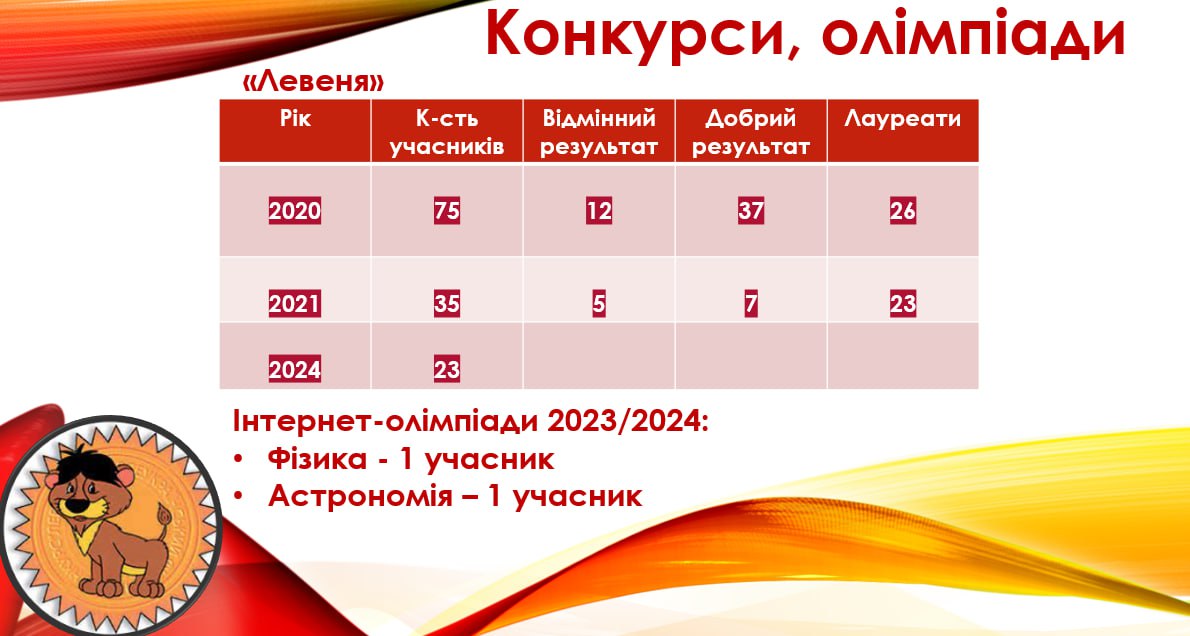 Конкурси, олімпіади
«Левеня»
Рік К-сть учасників Відмінний результат Добрий результат Лауреати
2020 75 12 37 26
2021 35 5 7 23
2024 23
Інтернет-олімпіади 2023/2024:
• Фізика - 1 учасник
• Астрономія – 1 учасник